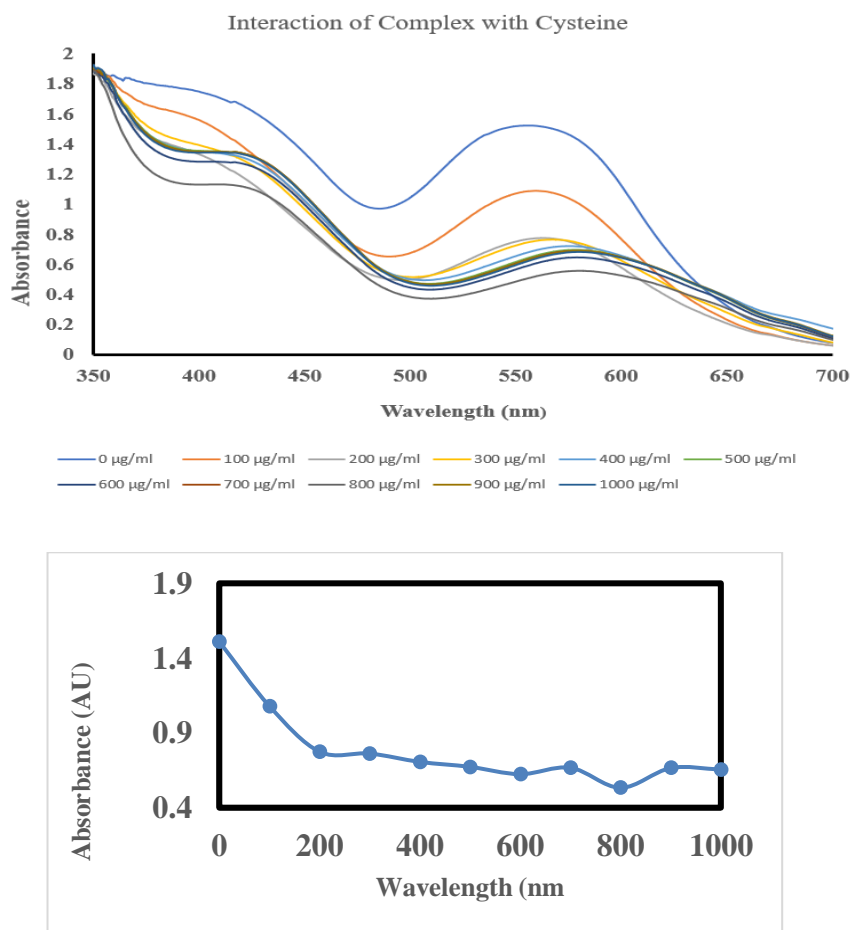 Interaction of Complex with Cysteine
2
1.8
1.6
1.4
1.2
1
0.8
0.6
0.4
0.2
0
Absorbance
350 400 450 500 550 600 650 700
Wavelength (nm)
0 µg/ml 100 µg/ml 200 µg/ml 300 µg/ml 400 µg/ml 500 µg/ml
600 µg/ml 700 µg/ml 800 µg/ml 900 µg/ml 1000 µg/ml
1.9
1.4
0.9
0.4
Absorbance (AU)
0 200 400 600 800 1000
Wavelength (nm